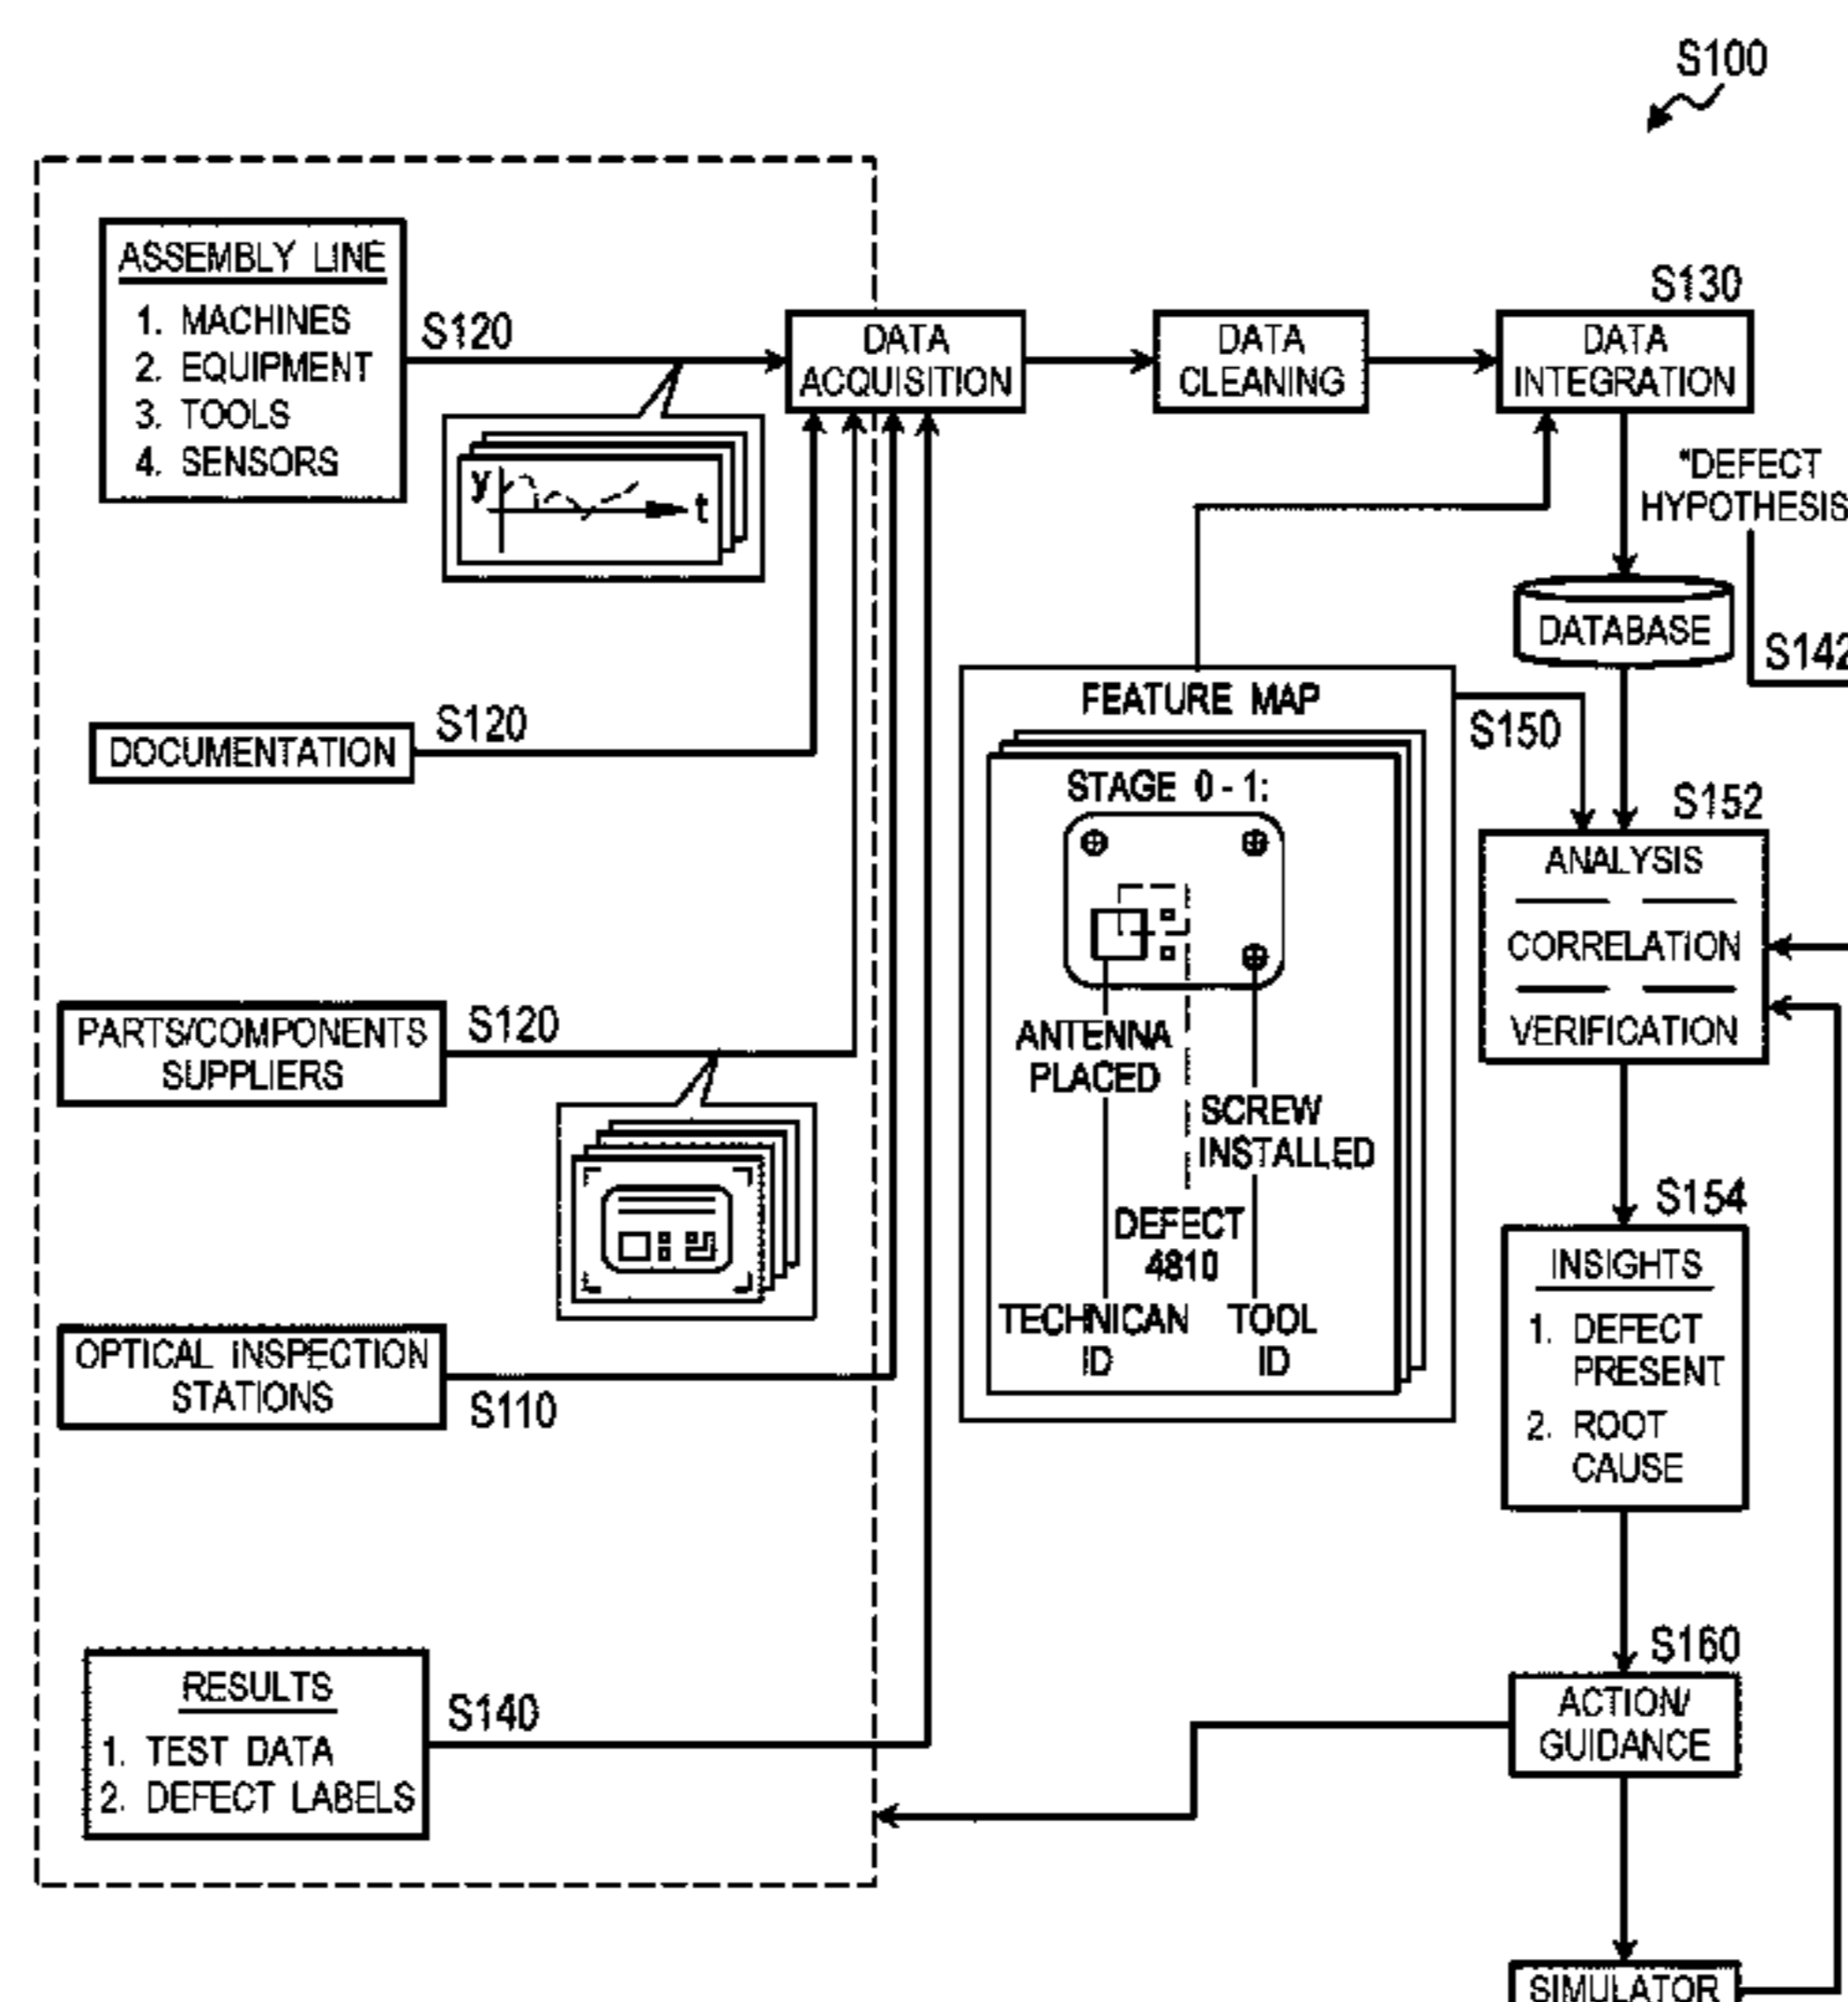 S100
ASSEMBLY LINE
1. MACHINES
2. EQUIPMENT
3. TOOLS
4. SENSORS
S120
y
t
DATA
ACQUISITION
DATA
CLEANING
S130
DATA
INTEGRATION
"DEFECT
HYPOTHESIS
DATABASE
S142
DOCUMENTATION
S120
FEATURE MAP
S150
STAGE 0 - 1:
ANTENNA
PLACED
SCREW
INSTALLED
DEFECT
4810
TECHNICAN
ID
TOOL
ID
S152
ANALYSIS
CORRELATION
VERIFICATION
PARTS/COMPONENTS
SUPPLIERS
S120
S154
INSIGHTS
1. DEFECT
PRESENT
2. ROOT
CAUSE
OPTICAL INSPECTION
STATIONS
S110
RESULTS
1. TEST DATA
2. DEFECT LABELS
S140
S160
ACTION/
GUIDANCE
SIMULATOR